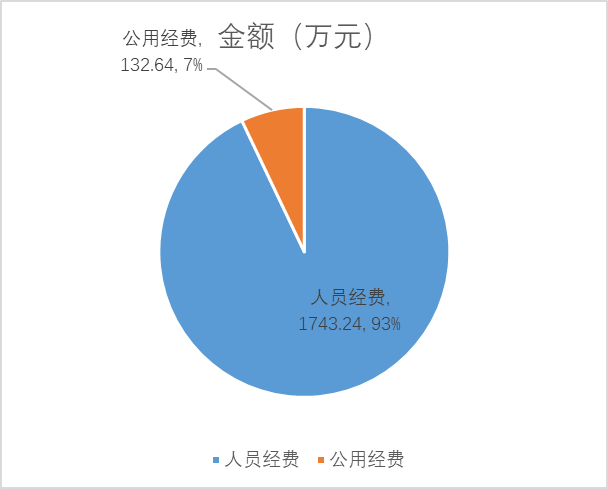 金额（万元）
公用经费,
132.64, 7%
人员经费,
1743.24, 93%
人员经费 公用经费